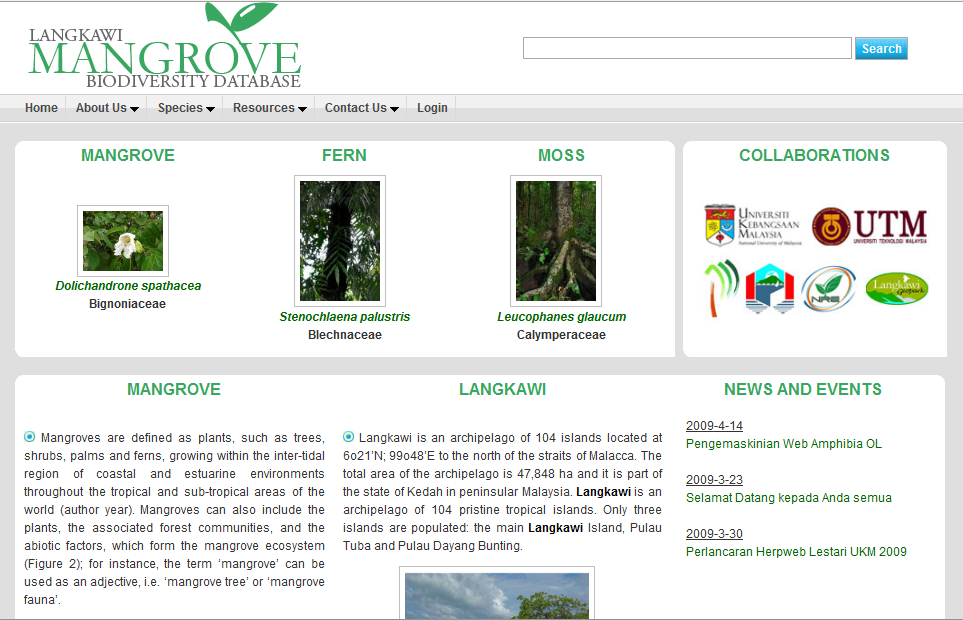 LANGKAWI
MANGROVE
BIODIVERSITY DATABASE
Search
Home
About Us
Species
Resources
Contact Us
Login
MANGROVE
Dolichandrone spathacea
Bignoniaceae
FERN
Stenochlaena palustris
Blechnaceae
MOSS
Leucophanes glaucum
Calymperaceae
COLLABORATIONS
UNIVERSITI
KEBANGSAAN
MALAYSIA
National University of Malaysia
UTM
UNIVERSITI TEKNOLOGI MALAYSIA
NRE
Langkawi
Geopark
MANGROVE
Mangroves are defined as plants, such as trees,
shrubs, palms and ferns, growing within the inter-tidal
region of coastal and estuarine environments
throughout the tropical and sub-tropical areas of the
world (author year). Mangroves can also include the
plants, the associated forest communities, and the
abiotic factors, which form the mangrove ecosystem
(Figure 2); for instance, the term ‘mangrove’ can be
used as an adjective, i.e. ‘mangrove tree’ or ‘mangrove
fauna’.
LANGKAWI
Langkawi is an archipelago of 104 islands located at
6o21’N; 99o48’E to the north of the straits of Malacca. The
total area of the archipelago is 47,848 ha and it is part of
the state of Kedah in peninsular Malaysia. Langkawi is an
archipelago of 104 pristine tropical islands. Only three
islands are populated: the main Langkawi Island, Pulau
Tuba and Pulau Dayang Bunting.
NEWS AND EVENTS
2009-4-14
Pengemaskinian Web Amphibia OL
2009-3-23
Selamat Datang kepada Anda semua
2009-3-30
Perlancaran Herpweb Lestari UKM 2009